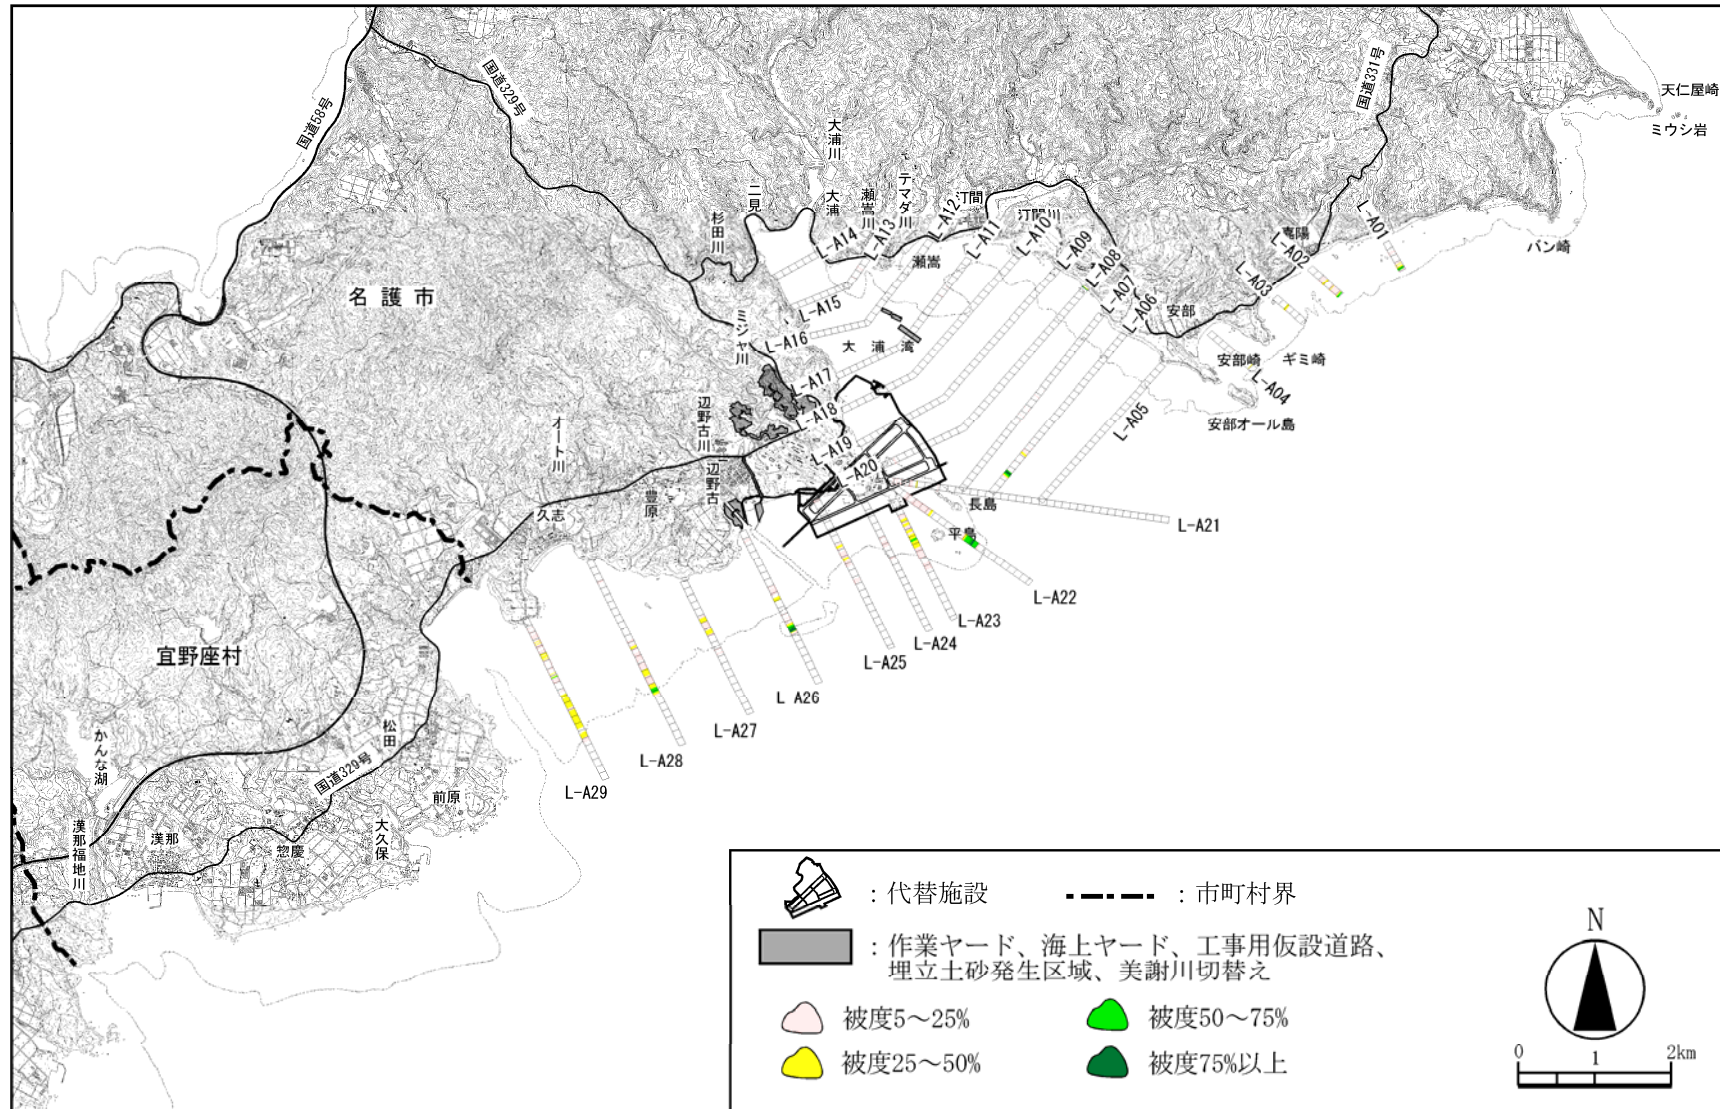 天仁屋崎
ミウシ岩
国道331号
国道329号
国道58号
大浦川
二見
大浦
瀬嵩川
テマダ川
汀間
汀間川
杉田川
L-A14
L-A13
L-A12
L-A11
L-A10
L-A09
L-A08
L-A07
L-A06
瀬嵩
嘉陽
L-A01
L-A02
L-A03
バン崎
名護市
L-A15
L-A16
ミジャ川
大浦湾
安部
安部崎
ギミ崎
L-A04
安部オール島
L-A05
L-A17
L-A18
L-A19
L-A20
辺野古川
辺野古
オート川
豊原
久志
長島
平島
L-A21
L-A22
L-A23
L-A24
L-A25
L A26
L-A27
L-A28
L-A29
宜野座村
かんな湖
松田
国道329号
前原
大久保
漢那福地川
漢那
惣慶
：代替施設
：市町村界
：作業ヤード、海上ヤード、工事用仮設道路、
埋立土砂発生区域、美謝川切替え
被度5～25%
被度50～75%
被度25～50%
被度75%以上
N
0 1 2km